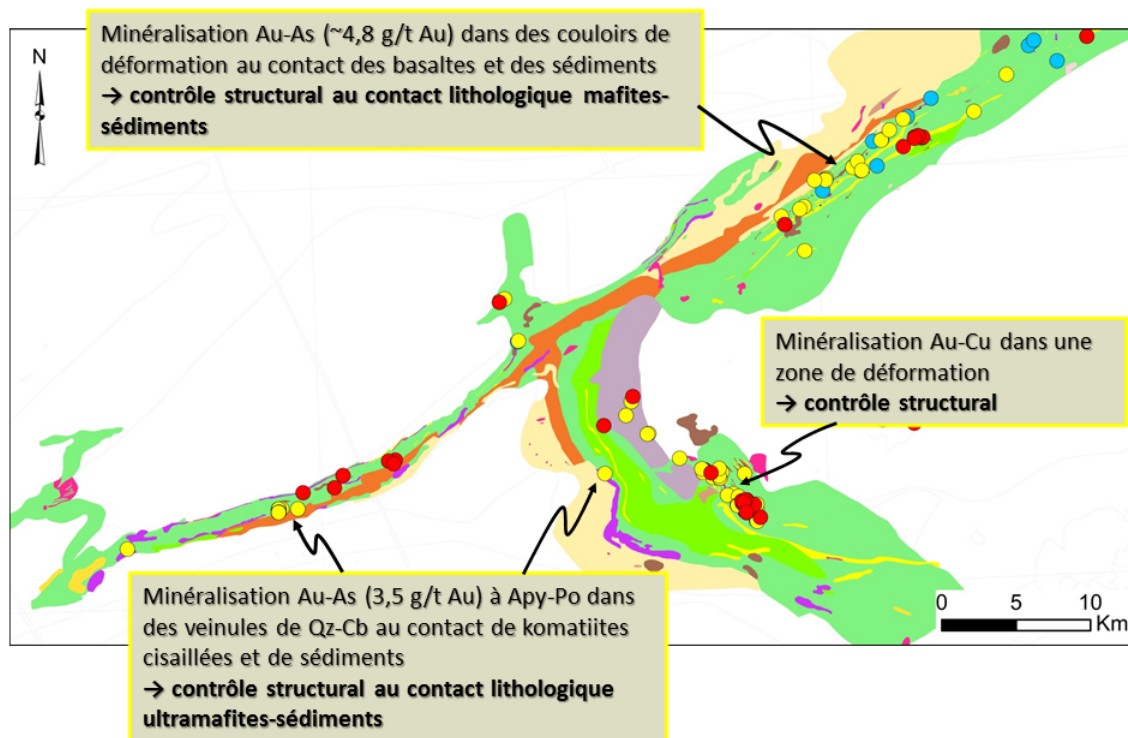 Minéralisation Au-As (~4,8 g/t Au) dans des couloirs de
déformation au contact des basaltes et des sédiments
→ contrôle structural au contact lithologique mafites-
sédiments
N
Minéralisation Au-Cu dans une
zone de déformation
→ contrôle structural
Minéralisation Au-As (3,5 g/t Au) à Apy-Po dans
des veinules de Qz-Cb au contact de komatiites
cisaillées et de sédiments
→ contrôle structural au contact lithologique
ultramafites-sédiments
0 5 10
Km